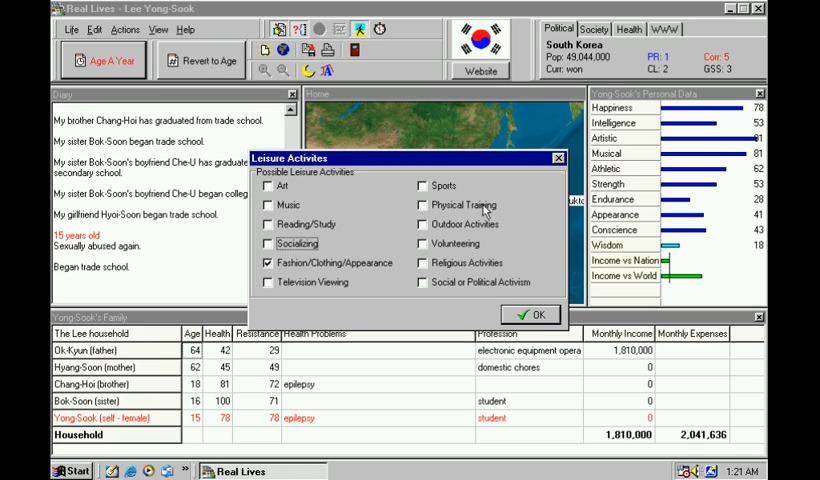 Real Lives - Lee Yong-Sook
Life Edit Actions View Help
Age A Year
Revert to Age
Website
Political Society Health WWW
South Korea
Pop: 49,044,000 PR: 1 Corr: 5
Curr: won CL: 2 GSS: 3
Diary
My brother Chang-Hoi has graduated from trade school.
My sister Bok-Soon began trade school.
My sister Bok-Soon's boyfriend Che-U has graduate
secondary school.
My sister Bok-Soon's boyfriend Che-U began colleg
My girlfriend Hyoi-Soon began trade school.
15 years old
Sexually abused again.
Began trade school.
Home
Leisure Activites
Possible Leisure Activities
Art Sports
Music Physical Training
Reading/Study Outdoor Activities
Socializing Volunteering
Fashion/Clothing/Appearance Religious Activities
Television Viewing Social or Political Activism
OK
Yong-Sook's Personal Data
Happiness 78
Intelligence 53
Artistic 81
Musical 81
Athletic 62
Strength 53
Endurance 28
Appearance 41
Conscience 43
Wisdom 18
Income vs Nation
Income vs World
Yong-Sook's Family
The Lee household Age Health Resistance Health Problems Profession Monthly Income Monthly Expenses
Ok-Kyun (father) 64 42 29 electronic equipment opera 1,810,000
Hyang-Soon (mother) 62 45 49 domestic chores 0
Chang-Hoi (brother) 18 81 72 epilepsy 0
Bok-Soon (sister) 16 100 71 student 0
Yong-Sook (self - female) 15 78 78 epilepsy student 0
Household 1,810,000 2,041,636
Start
Real Lives
1:21 AM